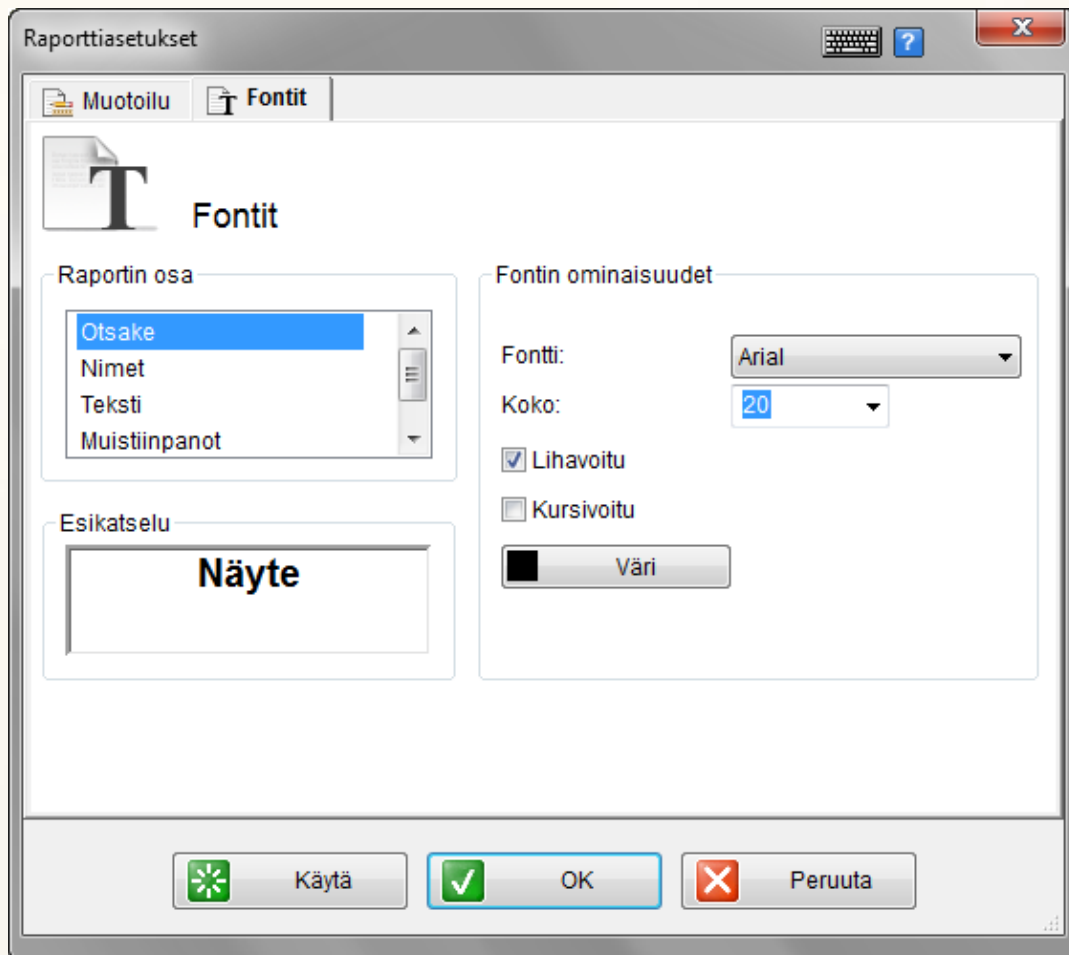 Raporttiasetukset
Muotoilu
Fontit
Fontit
Raportin osa
Otsake
Nimet
Teksti
Muistiinpanot
Esikatselu
Näyte
Fontin ominaisuudet
Fontti:
Arial
Koko:
20
Lihavoitu
Kursivoitu
Väri
Käytä
OK
Peruuta